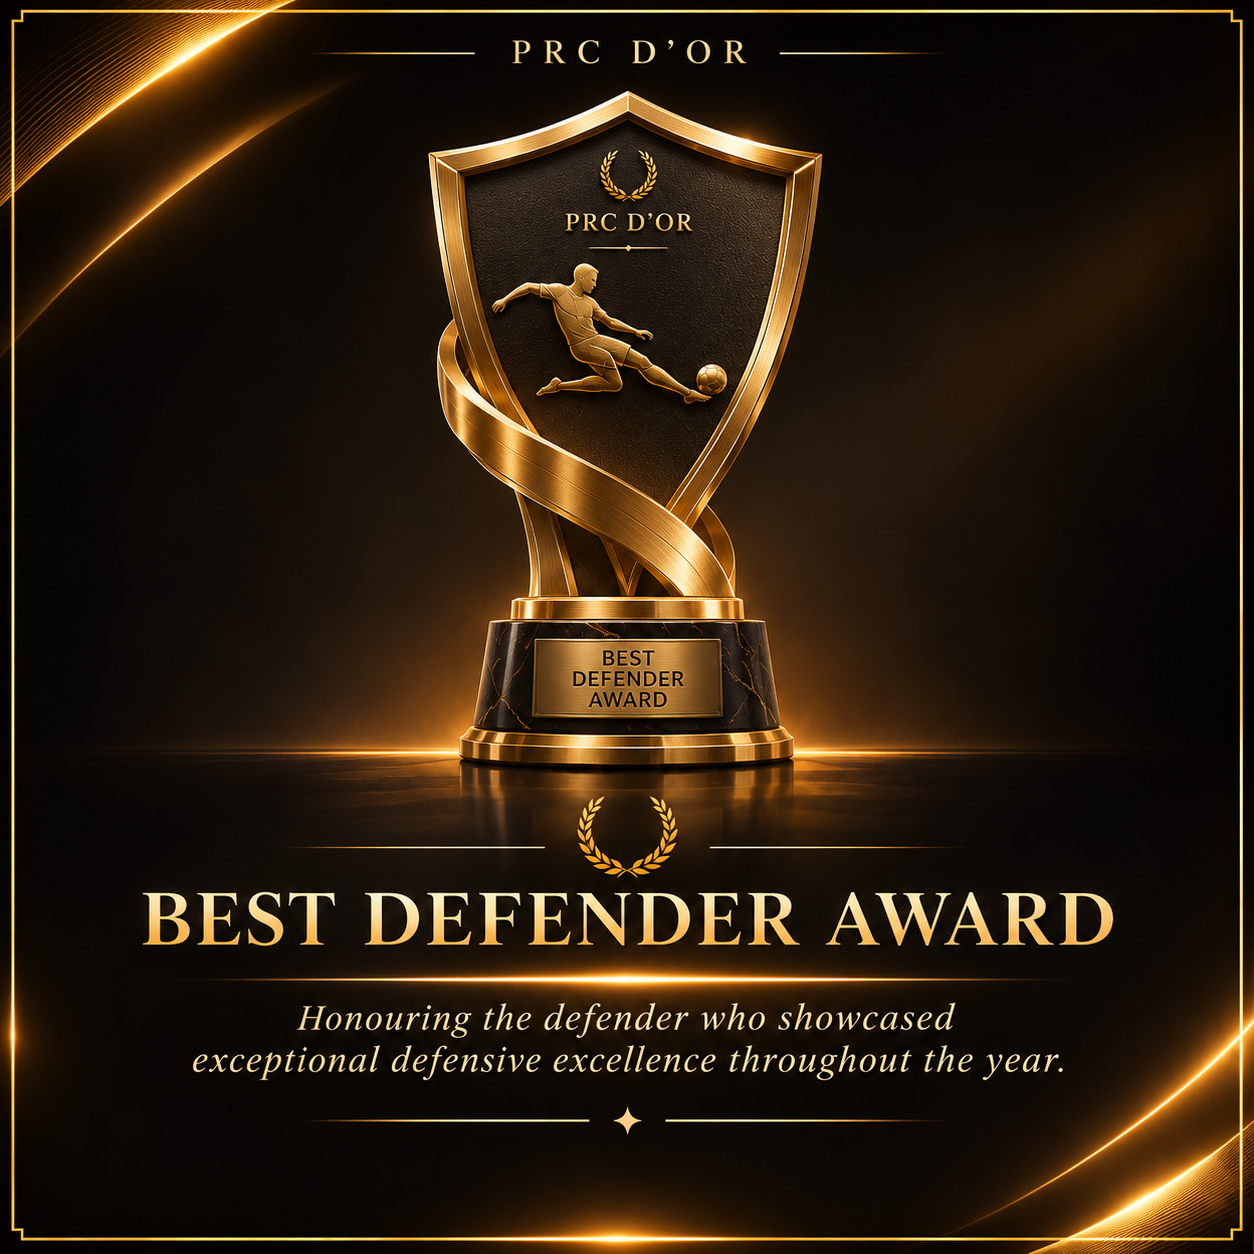 PRC D’OR
PRC D’OR
BEST
DEFENDER
AWARD
BEST DEFENDER AWARD
Honouring the defender who showcased
exceptional defensive excellence throughout the year.